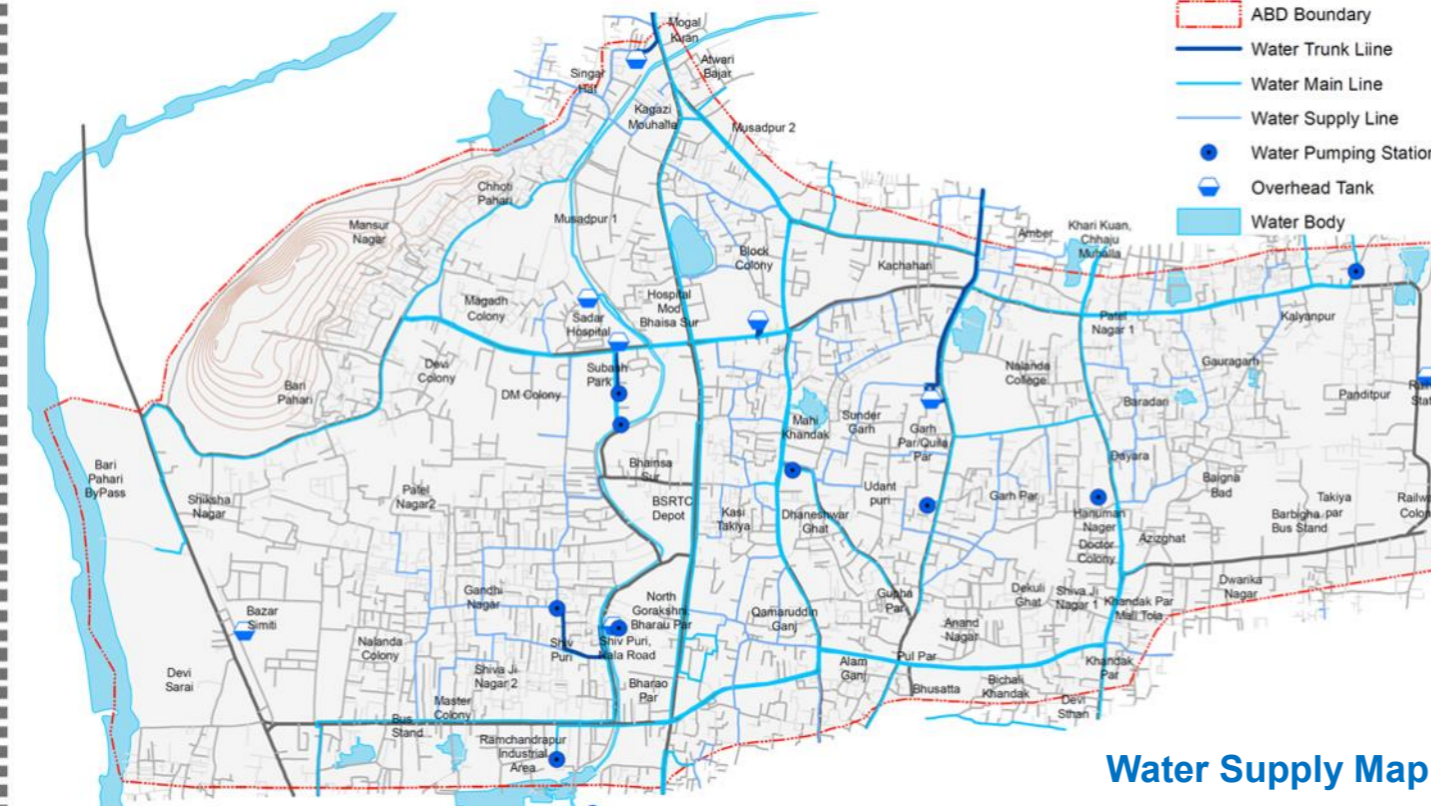 ABD Boundary
Water Trunk Liine
Water Main Line
Water Supply Line
Water Pumping Station
Overhead Tank
Water Body
Mogal
Kuan
Atwari
Bajar
Singar
Hat
Kagazi
Mouhalla
Musadpur 2
Chhoti
Pahari
Musadpur 1
Mansur
Nagar
Block
Colony
Kachahari
Amber
Khari Kuan,
Chhaju
Muhalla
Magadh
Colony
Sadar
Hospital
Hospital
Mod
Bhaisa Sur
Patel
Nagar 1
Kalyanpur
Devi
Colony
Subash
Park
DM Colony
Bari
Pahari
Nalanda
College
Gauragarh
Baradari
Panditpur
Mahi
Khandak
Sunder
Garh
Garh
Par/Quila
Par
Bari
Pahari
ByPass
Shiksha
Nagar
Patel
Nagar2
Bhainsa
Sur
BSRTC
Depot
Kasi
Takiya
Dhaneshwar
Ghat
Udant
puri
Garh Par
Dayara
Baigna
Bad
Hanuman
Nager
Doctor
Colony
Azizghat
Barbigha
Bus Stand
Takiya
par
Dwarika
Nagar
Bazar
Simiti
Gandhi
Nagar
Nalanda
Colony
Shiv
Puri
North
Gorakshni
Bharau Par
Shiv Puri,
Kala Road
Qamaruddin
Ganj
Gupha
Par
Anand
Nagar
Dekuli
Ghat
Shiva Ji
Nagar 1
Khandak Par
Mali Tola
Devi
Sarai
Shiva Ji
Nagar 2
Master
Colony
Bus
Stand
Bharao
Par
Alam
Ganj
Pul Par
Bhusatta
Bichali
Khandak
Khandak
Par
Devi
Sthan
Ramchandrapur
Industrial
Area
Water Supply Map